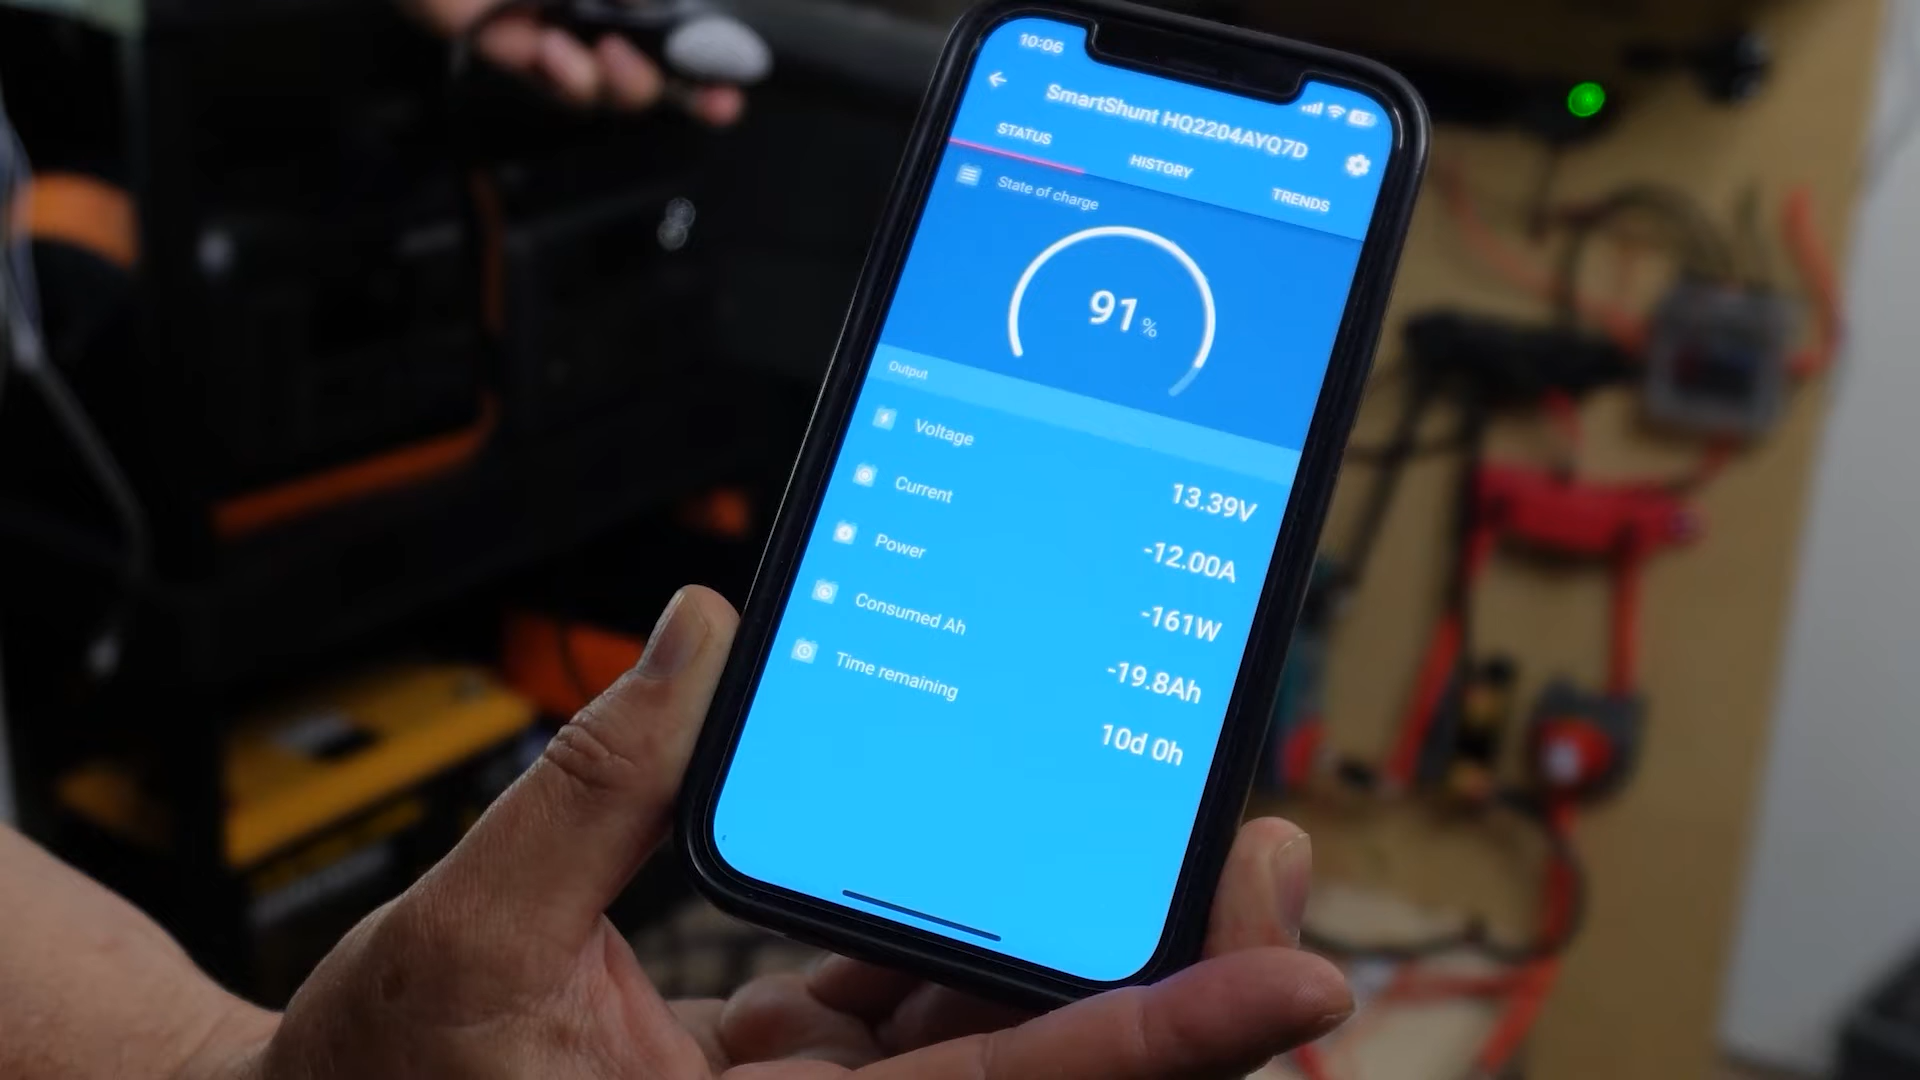 10:06
SmartShunt HQ2204AYQ7D
STATUS HISTORY TRENDS
State of charge
91%
Output
Voltage 13.39V
Current -12.00A
Power -161W
Consumed Ah -19.8Ah
Time remaining 10d 0h